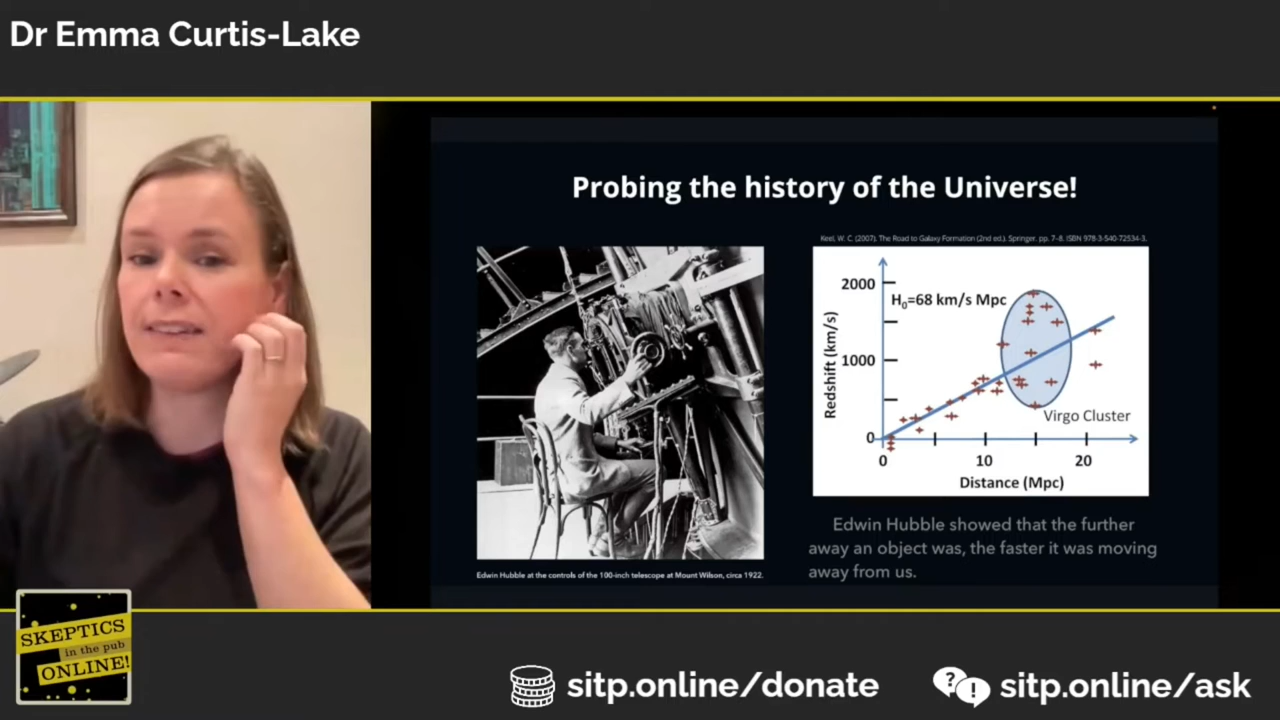 Dr Emma Curtis-Lake
Probing the history of the Universe!
Keel, W. C. (2007). The Road to Galaxy Formation (2nd ed.). Springer. pp. 7–8. ISBN 978-3-540-72534-3.
2000
H0=68 km/s Mpc
Redshift (km/s)
1000
Virgo Cluster
0
0
10
20
Distance (Mpc)
Edwin Hubble at the controls of the 100-inch telescope at Mount Wilson, circa 1922.
Edwin Hubble showed that the further
away an object was, the faster it was moving
away from us.
SKEPTICS
in the pub
ONLINE!
sitp.online/donate
? !
sitp.online/ask